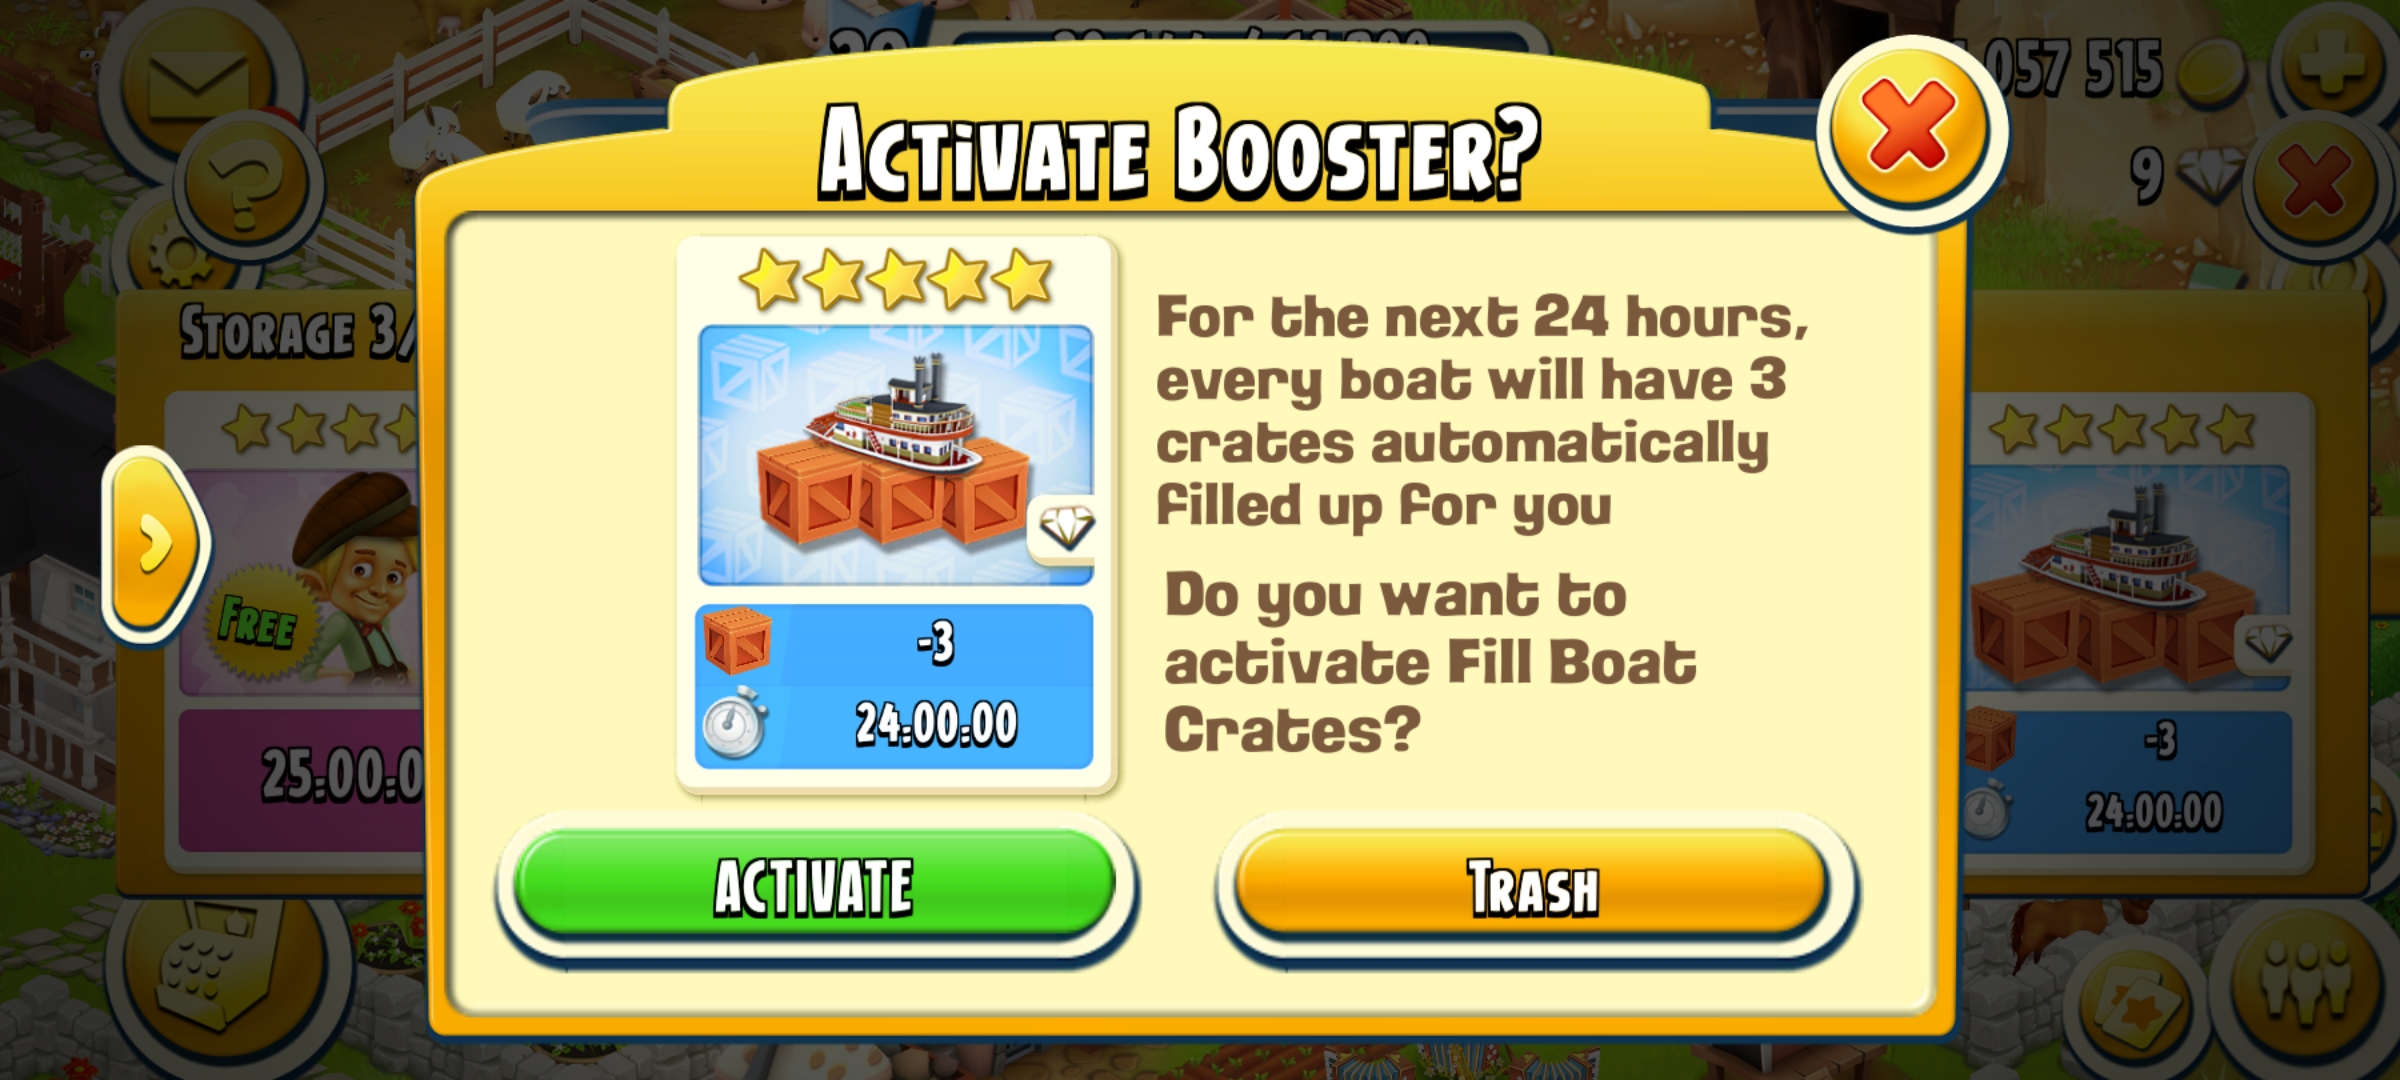 057 515
ACTIVATE BOOSTER?
9
For the next 24 hours,
every boat will have 3
crates automatically
filled up for you
Do you want to
activate Fill Boat
Crates?
-3
24:00:00
ACTIVATE
TRASH
STORAGE 3/
FREE
25:00:0
-3
24:00:00